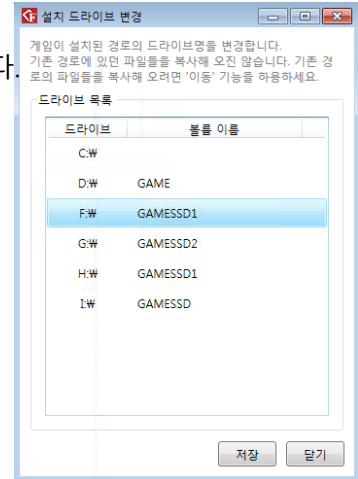 설치 드라이브 변경
다.
게임이 설치된 경로의 드라이브명을 변경합니다.
기존 경로에 있던 파일들을 복사해 오진 않습니다. 기존 경
로의 파일들을 복사해 오려면 '이동' 기능을 하용하세요.
드라이브 목록
드라이브 볼륨 이름
C:₩
D:₩ GAME
F:₩ GAMESSD1
G:₩ GAMESSD2
H:₩ GAMESSD1
I:₩ GAMESSD
저장 닫기